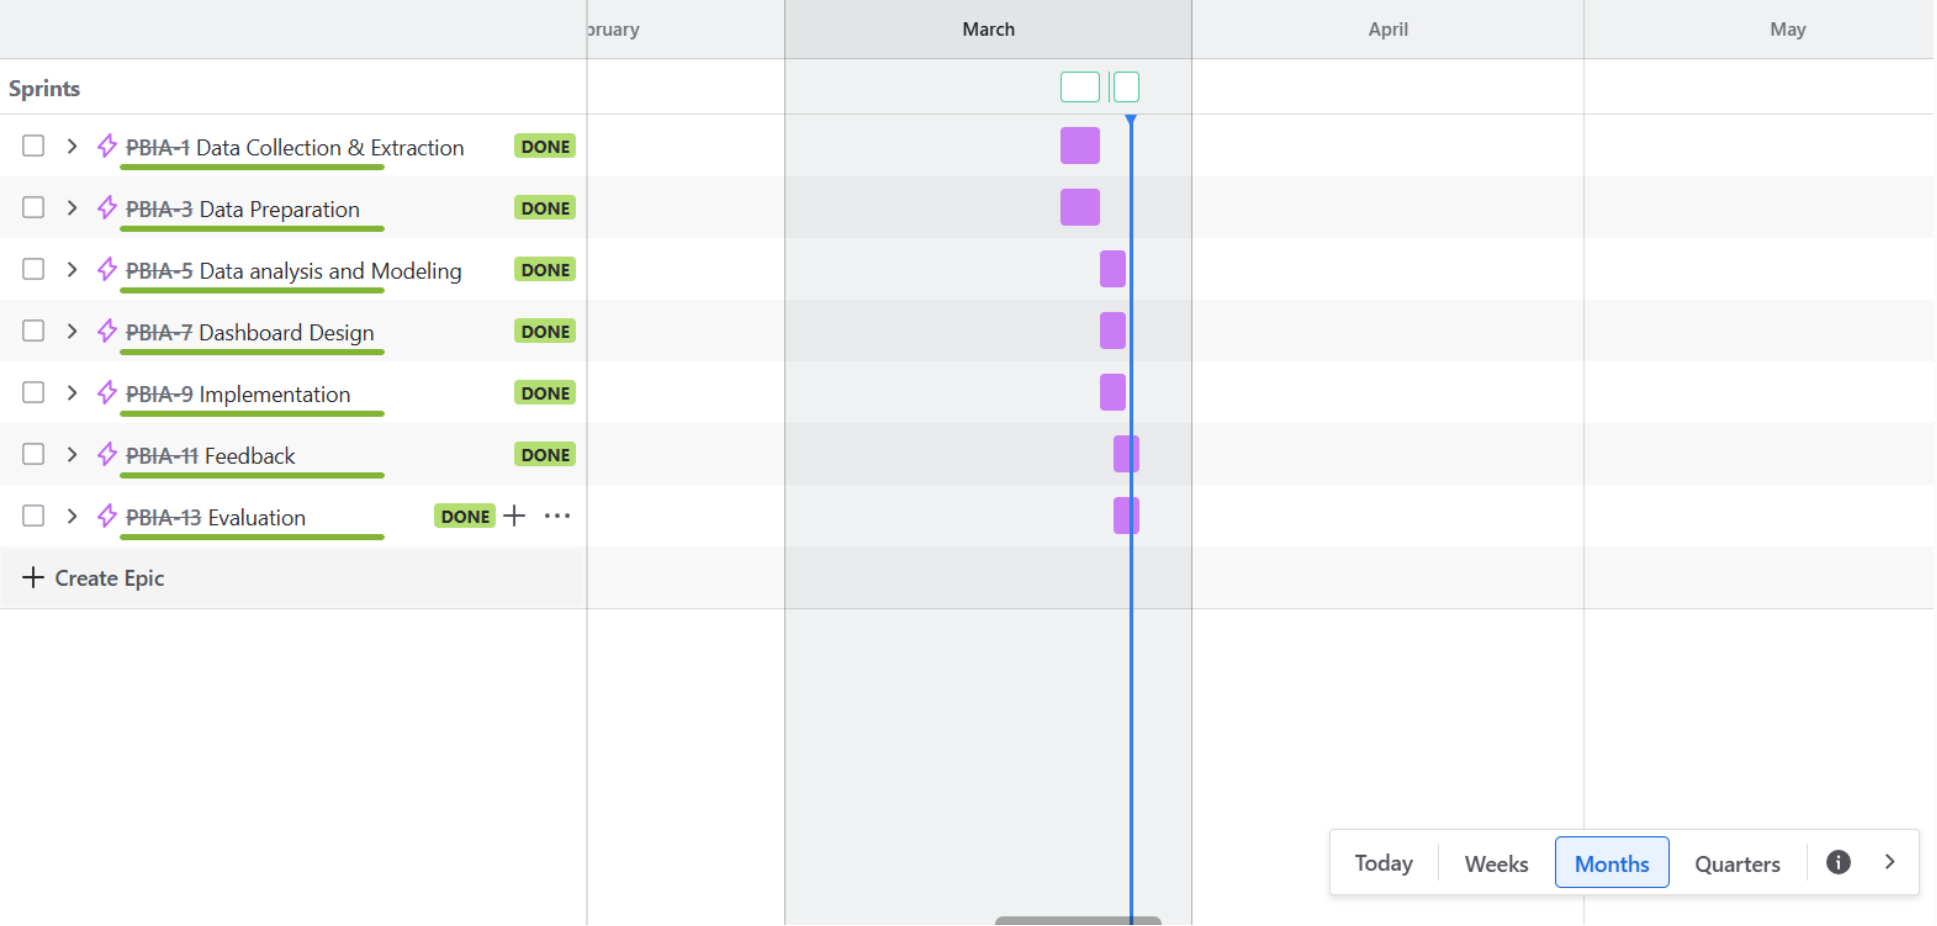 bruary March April May
Sprints
PBIA-1 Data Collection & Extraction DONE
PBIA-3 Data Preparation DONE
PBIA-5 Data analysis and Modeling DONE
PBIA-7 Dashboard Design DONE
PBIA-9 Implementation DONE
PBIA-11 Feedback DONE
PBIA-13 Evaluation DONE
Create Epic
Today Weeks Months Quarters